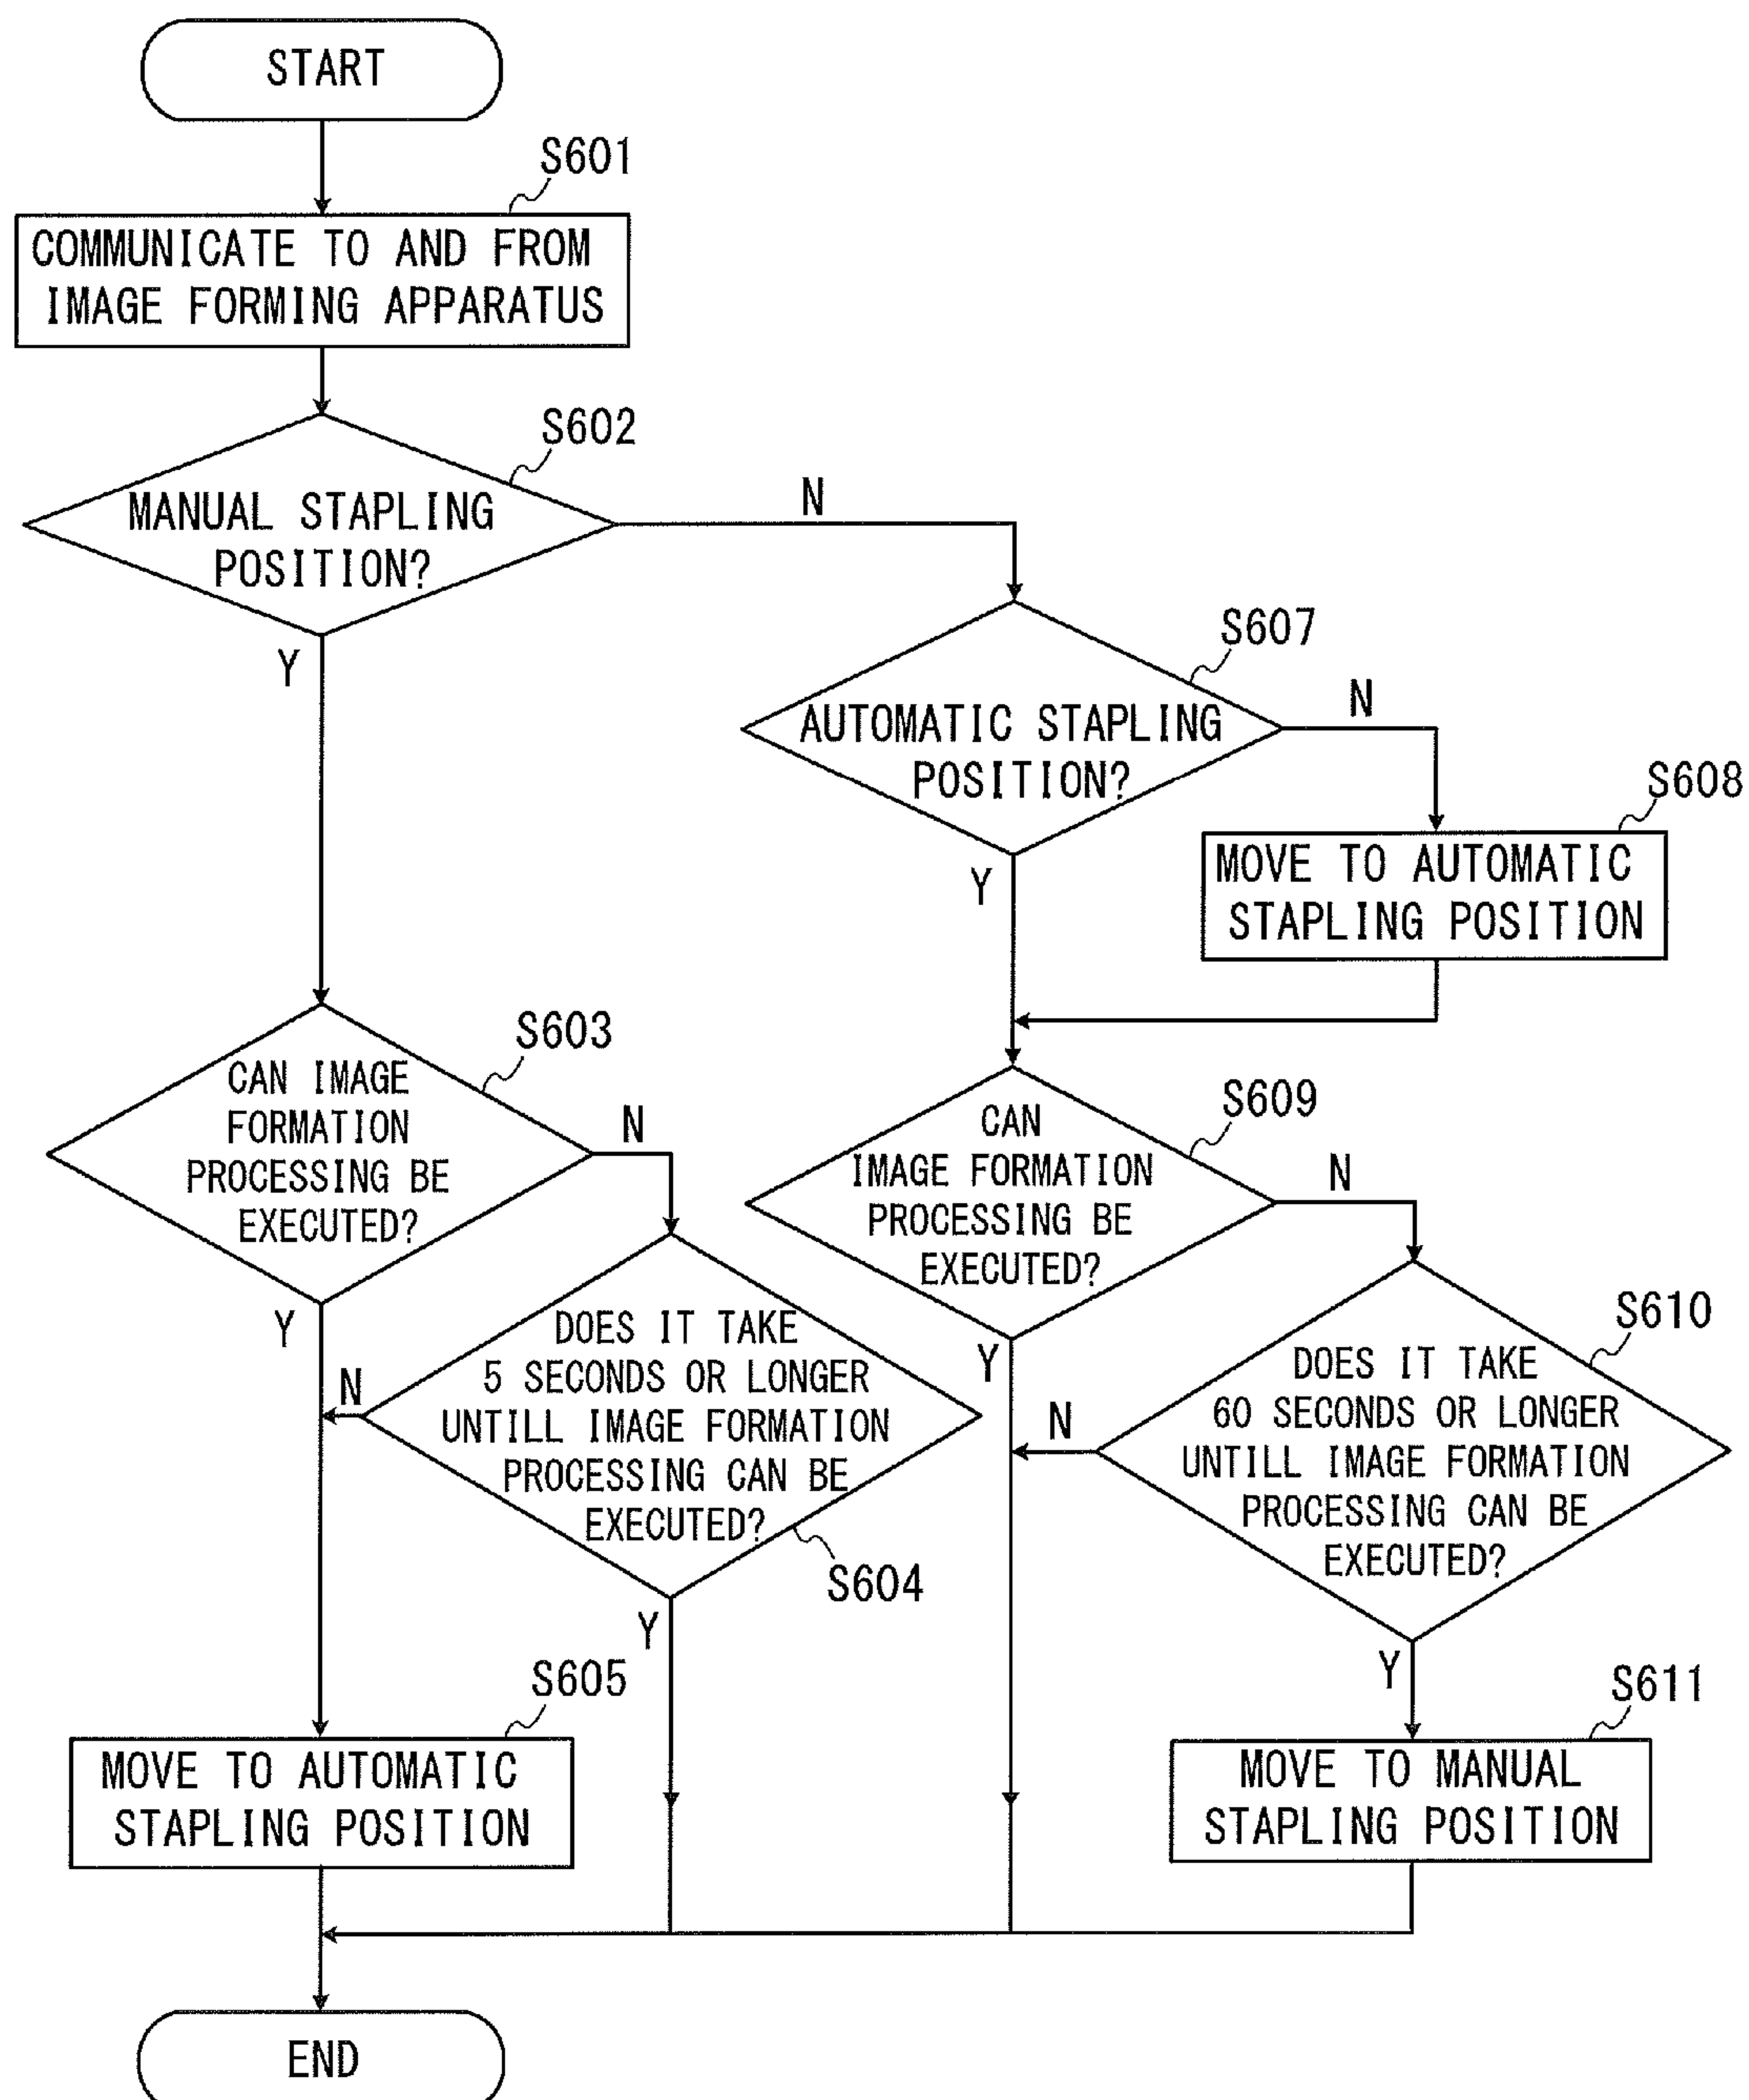 START
S601
COMMUNICATE TO AND FROM
IMAGE FORMING APPARATUS
S602
MANUAL STAPLING
POSITION?
N
Y
S607
AUTOMATIC STAPLING
POSITION?
N
Y
S608
MOVE TO AUTOMATIC
STAPLING POSITION
S603
CAN IMAGE
FORMATION
PROCESSING BE
EXECUTED?
N
Y
S604
DOES IT TAKE
5 SECONDS OR LONGER
UNTILL IMAGE FORMATION
PROCESSING CAN BE
EXECUTED?
N
Y
S609
CAN
IMAGE FORMATION
PROCESSING BE
EXECUTED?
N
Y
S610
DOES IT TAKE
60 SECONDS OR LONGER
UNTILL IMAGE FORMATION
PROCESSING CAN BE
EXECUTED?
N
Y
S605
MOVE TO AUTOMATIC
STAPLING POSITION
S611
MOVE TO MANUAL
STAPLING POSITION
END